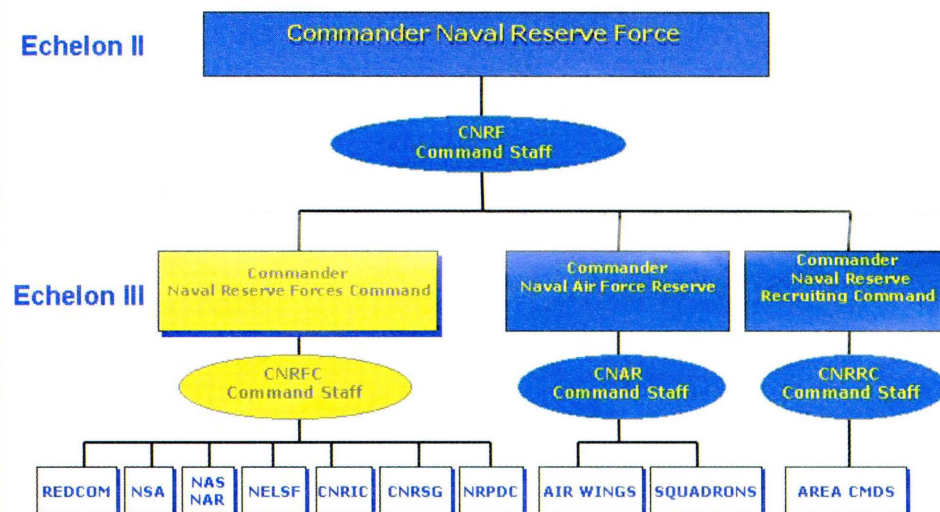 Echelon II
Commander Naval Reserve Force
CNRF
Command Staff
Echelon III
Commander
Naval Reserve Forces Command
Commander
Naval Air Force Reserve
Commander
Naval Reserve
Recruiting Command
CNRFC
Command Staff
CNAR
Command Staff
CNRRC
Command Staff
REDCOM
NSA
NAS
NAR
NELSF
CNRIC
CNRSG
NRPDC
AIR WINGS
SQUADRONS
AREA CMDS